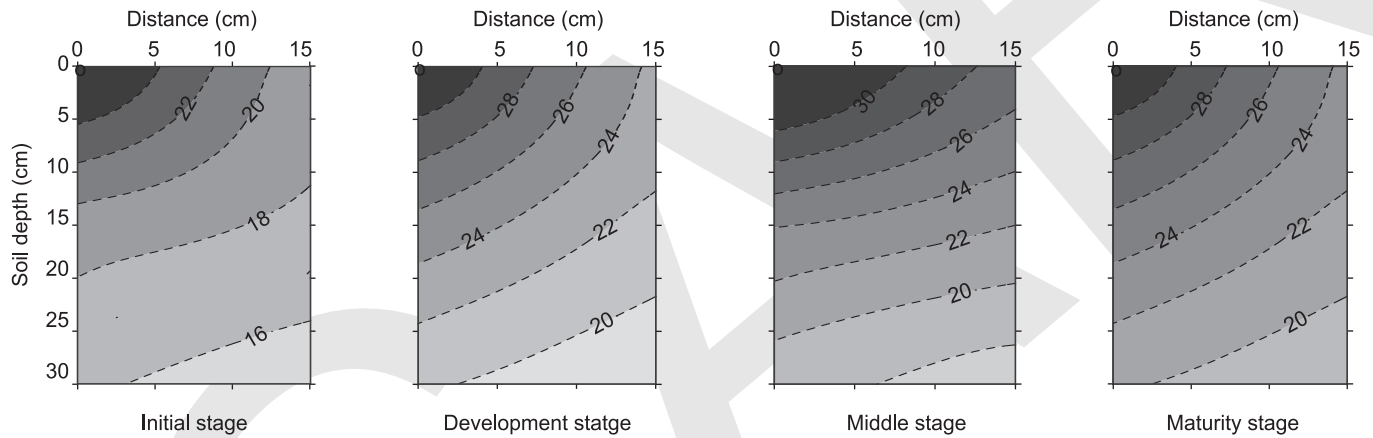 Distance (cm) Distance (cm) Distance (cm) Distance (cm)
0 5 10 15 0 5 10 15 0 5 10 15 0 5 10 15
0
5
10
15
20
25
30
Soil depth (cm)
22 20 18 16
28 26 24 24 22 20
30 28 26 24 22 20
28 26 24 24 22 20
Initial stage Development statge Middle stage Maturity stage